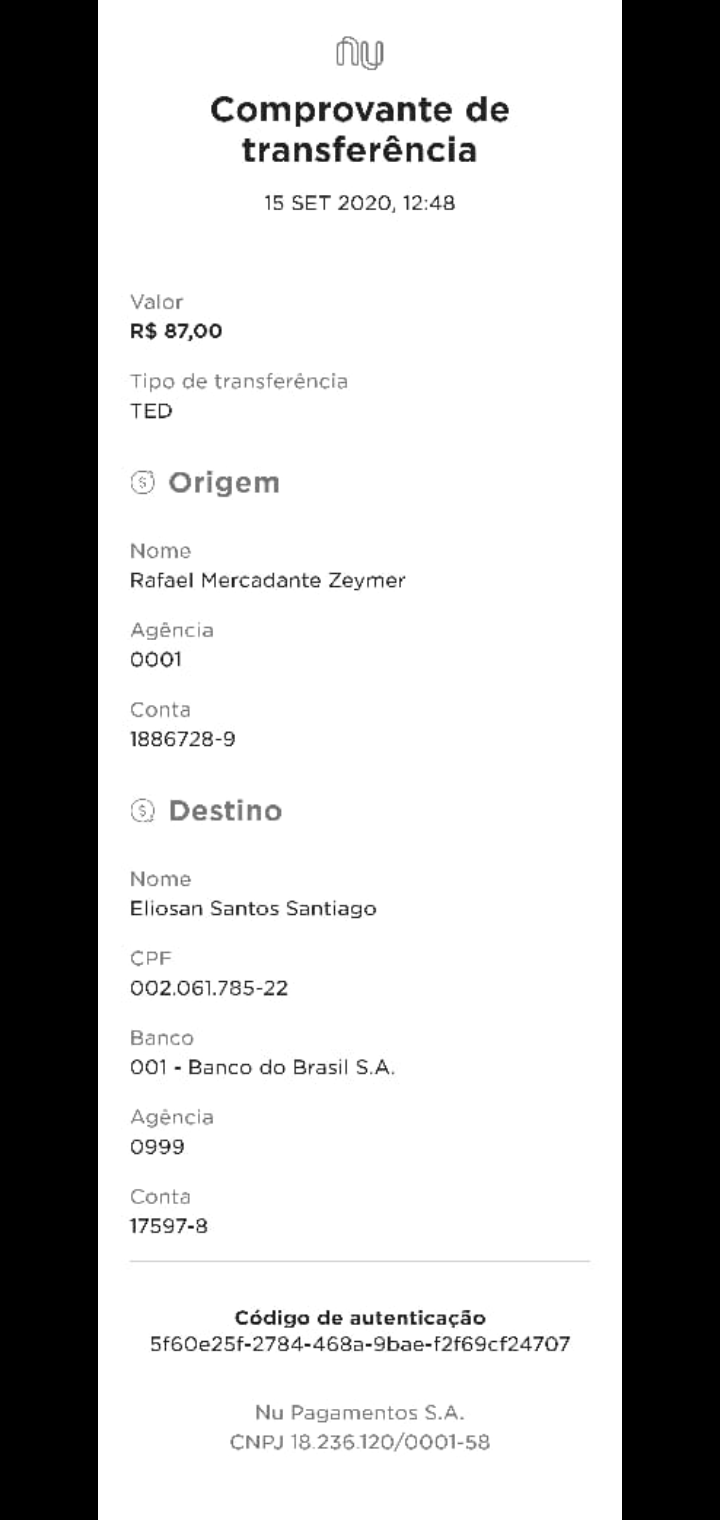 nu
Comprovante de
transferência
15 SET 2020, 12:48
Valor
R$ 87,00
Tipo de transferência
TED
Origem
Nome
Rafael Mercadante Zeymer
Agência
0001
Conta
1886728-9
Destino
Nome
Eliosan Santos Santiago
CPF
002.061.785-22
Banco
001 - Banco do Brasil S.A.
Agência
0999
Conta
17597-8
Código de autenticação
5f60e25f-2784-468a-9bae-f2f69cf24707
Nu Pagamentos S.A.
CNPJ 18.236.120/0001-58